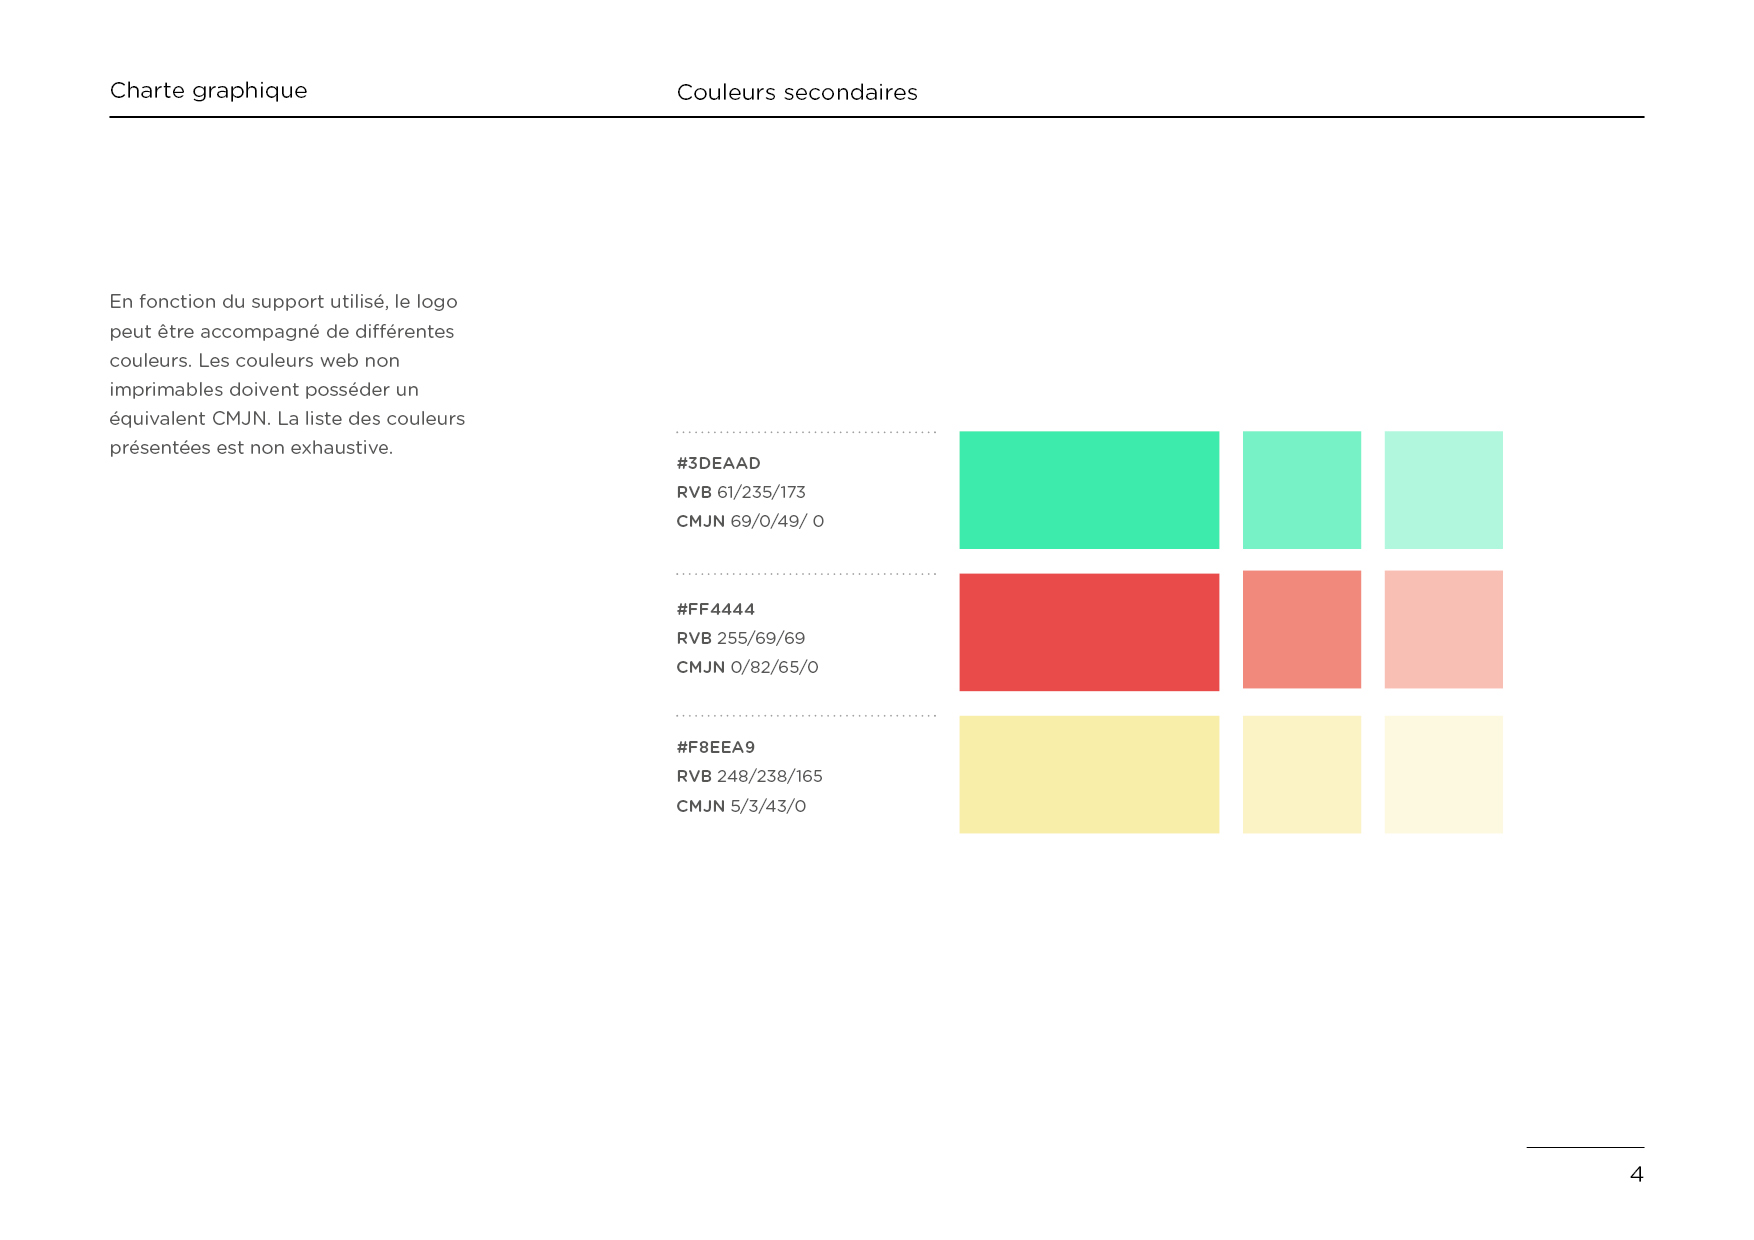 Charte graphique
Couleurs secondaires
En fonction du support utilisé, le logo
peut être accompagné de différentes
couleurs. Les couleurs web non
imprimables doivent posséder un
équivalent CMJN. La liste des couleurs
présentées est non exhaustive.
#3DEAAD
RVB 61/235/173
CMJN 69/0/49/ 0
#FF4444
RVB 255/69/69
CMJN 0/82/65/0
#F8EEA9
RVB 248/238/165
CMJN 5/3/43/0
4